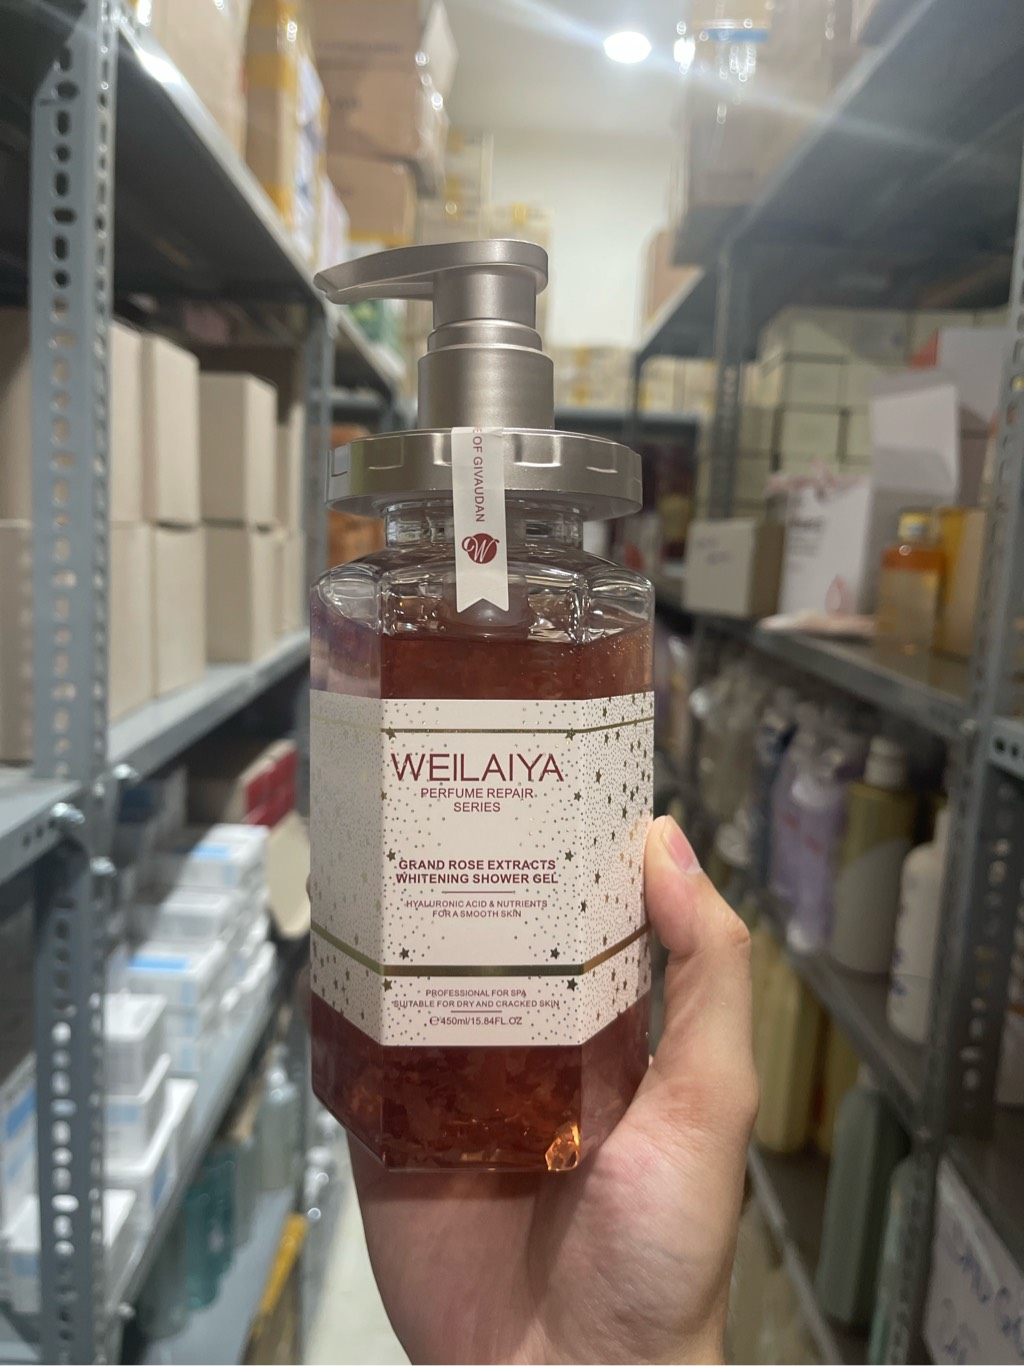 E OF GIVAUDAN
W
WEILAIYA
PERFUME REPAIR
SERIES
GRAND ROSE EXTRACTS
WHITENING SHOWER GEL
HYALURONIC ACID & NUTRIENTS
FOR A SMOOTH SKIN
PROFESSIONAL FOR SPA
SUITABLE FOR DRY AND CRACKED SKIN
℮450ml/15.84FL.OZ